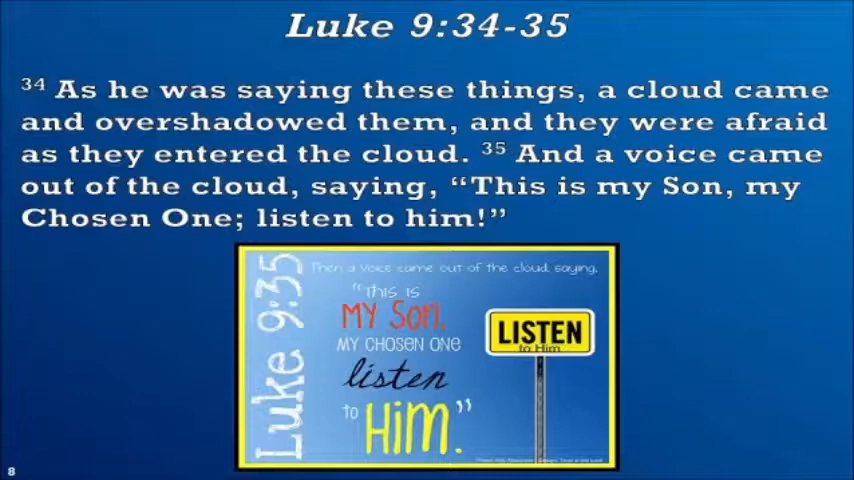 Luke 9:34-35
34 As he was saying these things, a cloud came
and overshadowed them, and they were afraid
as they entered the cloud. 35 And a voice came
out of the cloud, saying, “This is my Son, my
Chosen One; listen to him!”
Luke 9:35
Then a voice came out of the cloud, saying,
“This is
MY Son,
MY CHOSEN ONE
listen
to HiM.”
LISTEN
to Him
8